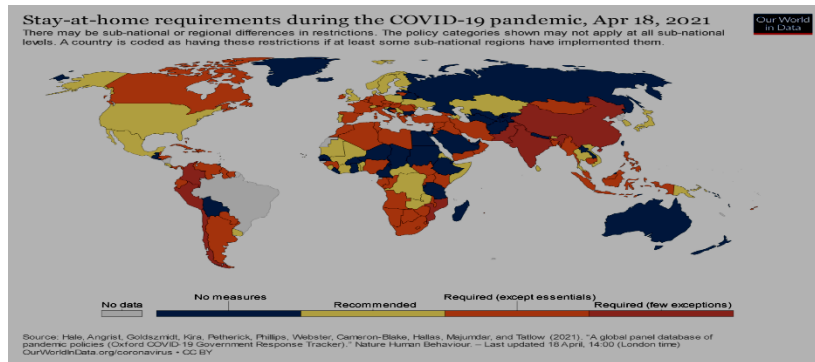 Stay-at-home requirements during the COVID-19 pandemic, Apr 18, 2021
Our World
in Data
There may be sub-national or regional differences in restrictions. The policy categories shown may not apply at all sub-national
levels. A country is coded as having these restrictions if at least some sub-national regions have implemented them.
No data
No measures
Recommended
Required (except essentials)
Required (few exceptions)
Source: Hale, Angrist, Goldszmidt, Kira, Petherick, Phillips, Webster, Cameron-Blake, Hallas, Majumdar, and Tatlow (2021). "A global panel database of
pandemic policies (Oxford COVID-19 Government Response Tracker)." Nature Human Behaviour. – Last updated 18 April, 14:00 (London time)
OurWorldInData.org/coronavirus • CC BY